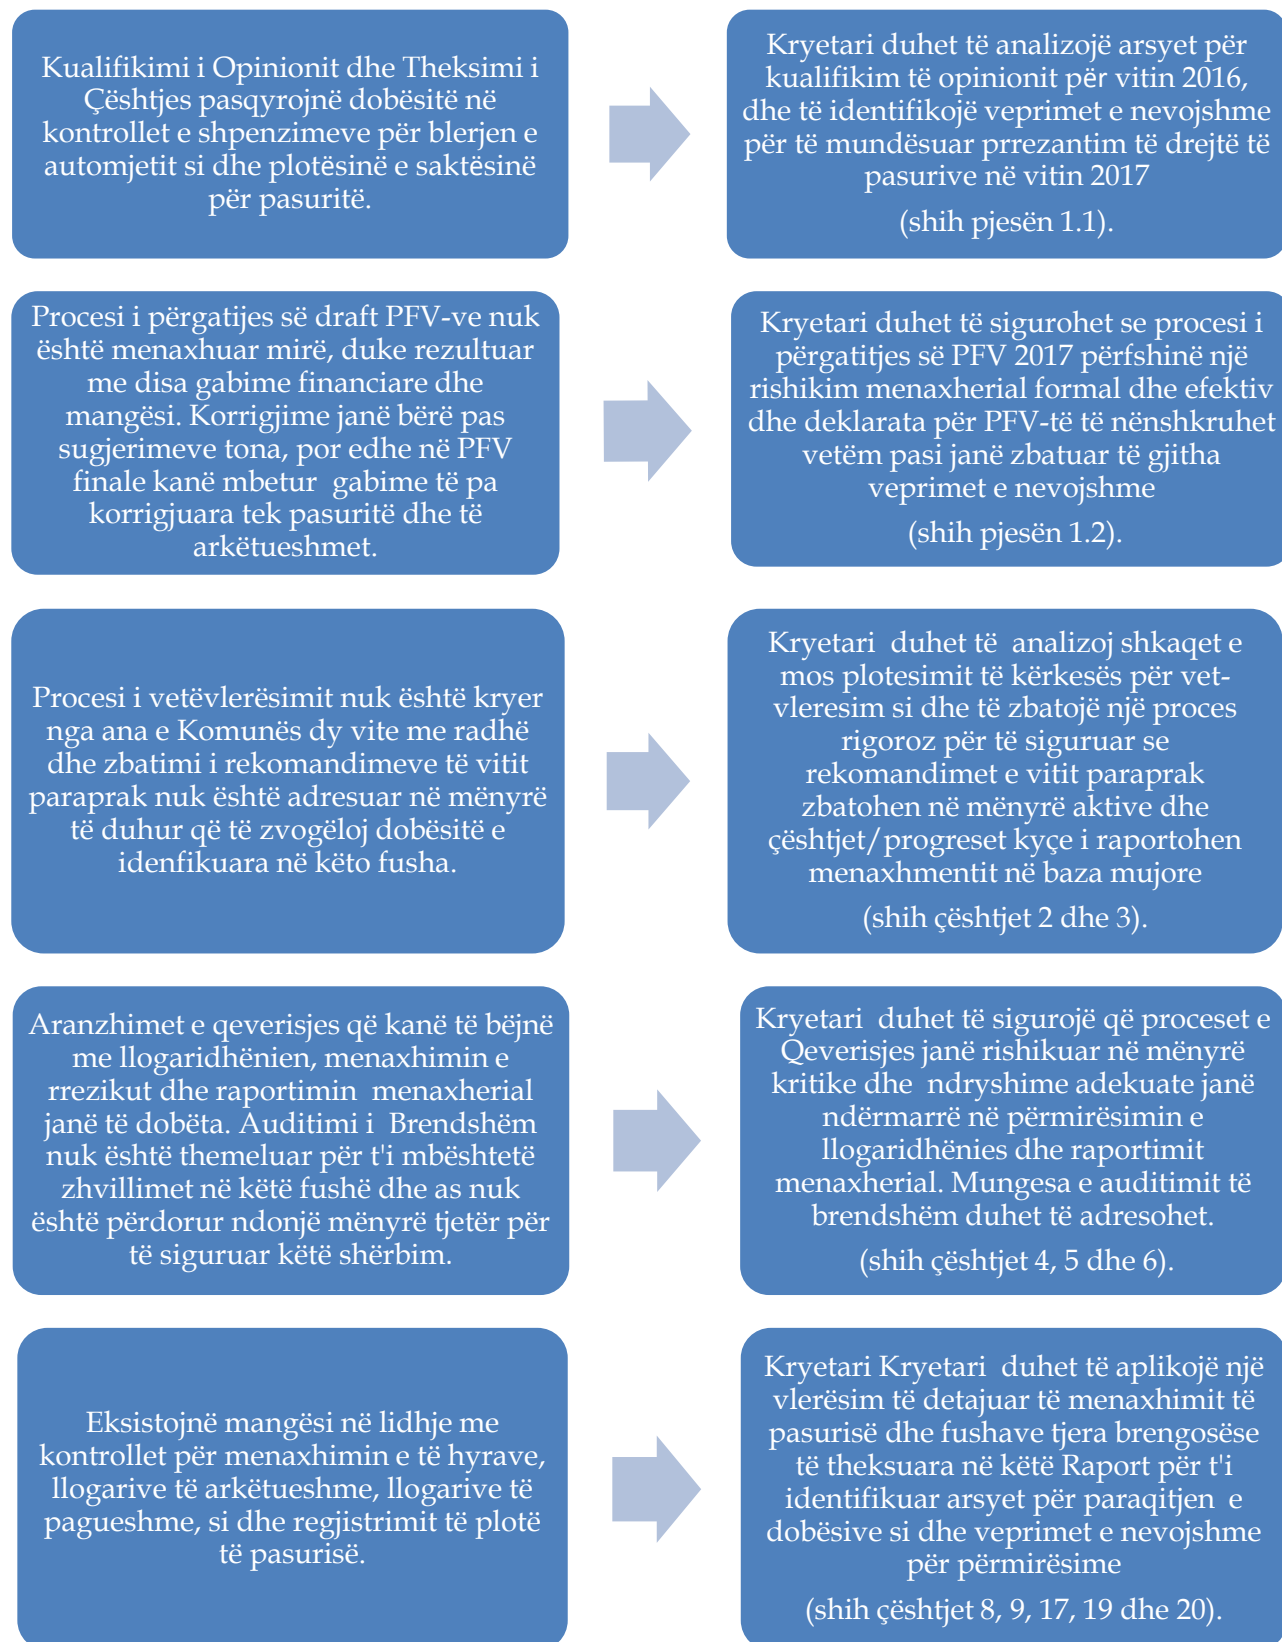 Kualifikimi i Opinionit dhe Theksimi i
Çështjes pasqyrojnë dobësitë në
kontrollet e shpenzimeve për blerjen e
automjetit si dhe plotësinë e saktësinë
për pasuritë.
Kryetari duhet të analizojë arsyet për
kualifikim të opinionit për vitin 2016,
dhe të identifikojë veprimet e nevojshme
për të mundësuar prrezantim të drejtë të
pasurive në vitin 2017
(shih pjesën 1.1).
Procesi i përgatijes së draft PFV-ve nuk
është menaxhuar mirë, duke rezultuar
me disa gabime financiare dhe
mangësi. Korrigjime janë bërë pas
sugjerimeve tona, por edhe në PFV
finale kanë mbetur  gabime të pa
korrigjuara tek pasuritë dhe të
arkëtueshmet.
Kryetari duhet të sigurohet se procesi i
përgatitjes së PFV 2017 përfshinë një
rishikim menaxherial formal dhe efektiv
dhe deklarata për PFV-të të nënshkruhet
vetëm pasi janë zbatuar të gjitha
veprimet e nevojshme
(shih pjesën 1.2).
Procesi i vetëvlerësimit nuk është kryer
nga ana e Komunës dy vite me radhë
dhe zbatimi i rekomandimeve të vitit
paraprak nuk është adresuar në mënyrë
të duhur që të zvogëloj dobësitë e
idenfikuara në këto fusha.
Kryetari  duhet të  analizoj shkaqet e
mos plotesimit të kërkesës për vet-
vleresim si dhe të zbatojë një proces
rigoroz për të siguruar se
rekomandimet e vitit paraprak
zbatohen në mënyrë aktive dhe
çështjet/progreset kyçe i raportohen
menaxhmentit në baza mujore
(shih çështjet 2 dhe 3).
Aranzhimet e qeverisjes që kanë të bëjnë
me llogaridhënien, menaxhimin e
rrezikut dhe raportimin  menaxherial
janë të dobëta. Auditimi i  Brendshëm
nuk është themeluar për t'i mbështetë
zhvillimet në këtë fushë dhe as nuk
është përdorur ndonjë mënyrë tjetër për
të siguruar këtë shërbim.
Kryetari  duhet të sigurojë që proceset e
Qeverisjes janë rishikuar në mënyrë
kritike dhe  ndryshime adekuate janë
ndërmarrë në përmirësimin e
llogaridhënies dhe raportimit
menaxherial. Mungesa e auditimit të
brendshëm duhet të adresohet.
(shih çështjet 4, 5 dhe 6).
Eksistojnë mangësi në lidhje me
kontrollet për menaxhimin e të hyrave,
llogarive të arkëtueshme, llogarive të
pagueshme, si dhe regjistrimit të plotë
të pasurisë.
Kryetari Kryetari  duhet të aplikojë një
vlerësim të detajuar të menaxhimit të
pasurisë dhe fushave tjera brengosëse
të theksuara në këtë Raport për t'i
identifikuar arsyet për paraqitjen  e
dobësive si dhe veprimet e nevojshme
për përmirësime
(shih çështjet 8, 9, 17, 19 dhe 20).